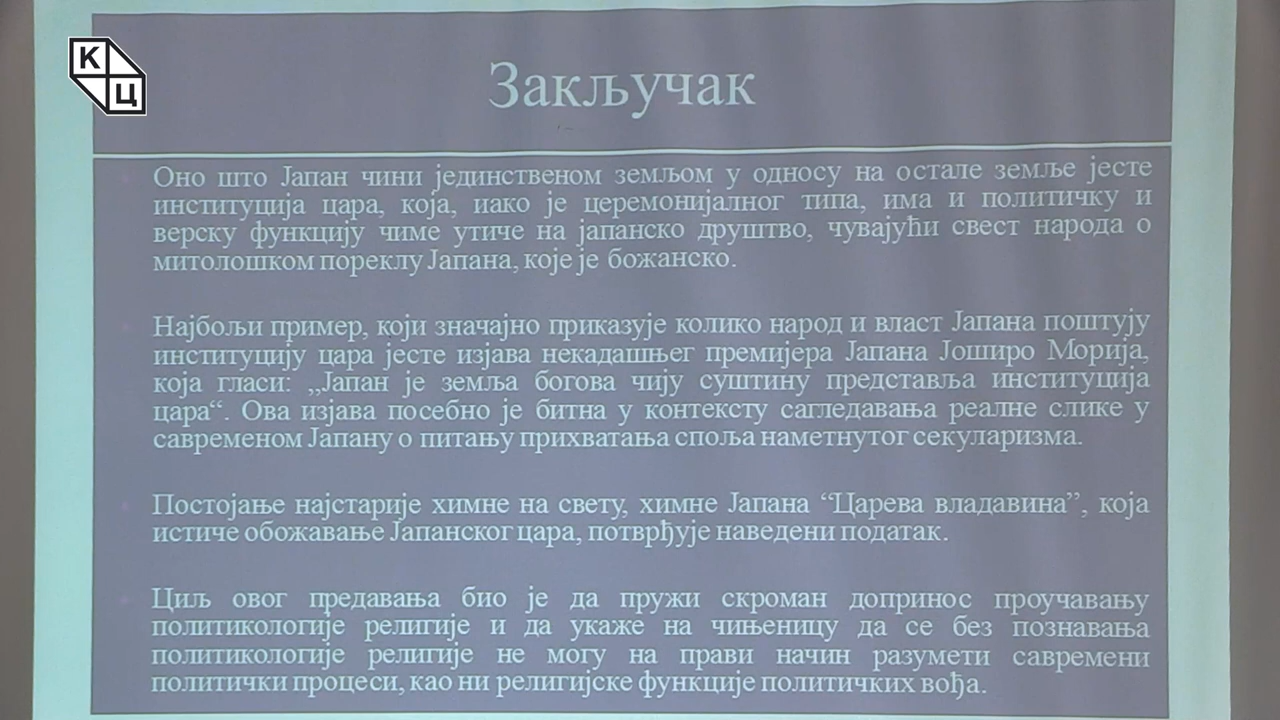 К
Ц
Закључак
Оно што Јапан чини јединственом земљом у односу на остале земље јесте
институција цара, која, иако је церемонијалног типа, има и политичку и
верску функцију чиме утиче на јапанско друштво, чувајући свест народа о
митолошком пореклу Јапана, које је божанско.
Најбољи пример, који значајно приказује колико народ и власт Јапана поштују
институцију цара јесте изјава некадашњег премијера Јапана Јоширо Морија,
која гласи: „Јапан је земља богова чију суштину представља институција
цара“. Ова изјава посебно је битна у контексту сагледавања реалне слике у
савременом Јапану о питању прихватања споља наметнутог секуларизма.
Постојање најстарије химне на свету, химне Јапана “Царева владавина”, која
истиче обожавање Јапанског цара, потврђује наведени податак.
Циљ овог предавања био је да пружи скроман допринос проучавању
политикологије религије и да укаже на чињеницу да се без познавања
политикологије религије не могу на прави начин разумети савремени
политички процеси, као ни религијске функције политичких вођа.